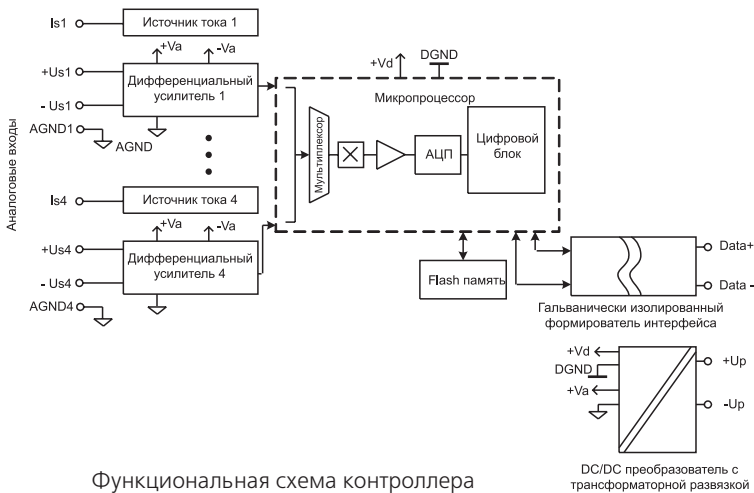 Аналоговые входы
Is1
Источник тока 1
+Va
-Va
+Us1
- Us1
Дифференциальный
усилитель 1
AGND1
AGND
Is4
Источник тока 4
+Va
-Va
+Us4
- Us4
Дифференциальный
усилитель 4
AGND4
+Vd
DGND
Микропроцессор
Мультиплексор
АЦП
Цифровой
блок
Flash память
Data+
Data -
Гальванически изолированный
формирователь интерфейса
+Vd
DGND
+Va
+Up
-Up
DC/DC преобразователь с
трансформаторной развязкой
Функциональная схема контроллера